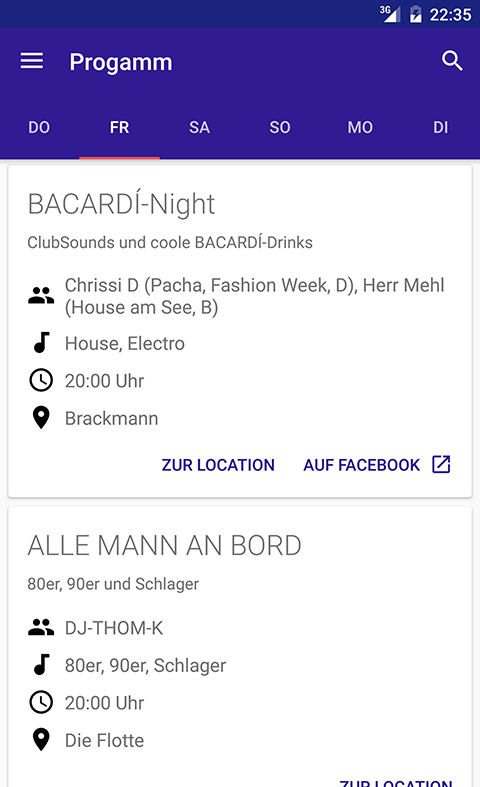 3G 22:35
Progamm
DO FR SA SO MO DI
BACARDÍ-Night
ClubSounds und coole BACARDÍ-Drinks
Chrissi D (Pacha, Fashion Week, D), Herr Mehl
(House am See, B)
House, Electro
20:00 Uhr
Brackmann
ZUR LOCATION AUF FACEBOOK
ALLE MANN AN BORD
80er, 90er und Schlager
DJ-THOM-K
80er, 90er, Schlager
20:00 Uhr
Die Flotte
ZUR LOCATION